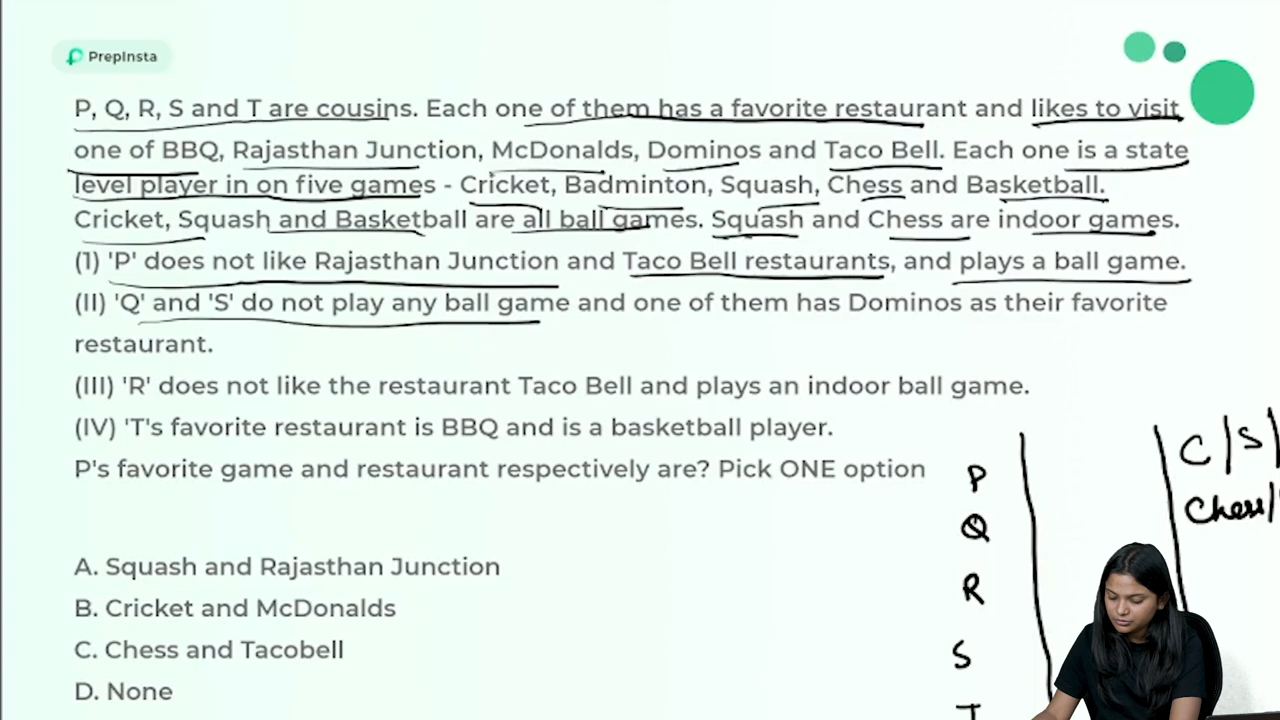 PrepInsta
P, Q, R, S and T are cousins. Each one of them has a favorite restaurant and likes to visit
one of BBQ, Rajasthan Junction, McDonalds, Dominos and Taco Bell. Each one is a state
level player in on five games - Cricket, Badminton, Squash, Chess and Basketball.
Cricket, Squash and Basketball are all ball games. Squash and Chess are indoor games.
(1) 'P' does not like Rajasthan Junction and Taco Bell restaurants, and plays a ball game.
(II) 'Q' and 'S' do not play any ball game and one of them has Dominos as their favorite
restaurant.
(III) 'R' does not like the restaurant Taco Bell and plays an indoor ball game.
(IV) 'T's favorite restaurant is BBQ and is a basketball player.
P's favorite game and restaurant respectively are? Pick ONE option
A. Squash and Rajasthan Junction
B. Cricket and McDonalds
C. Chess and Tacobell
D. None
P C/S/
Q Chess/
R
S
T